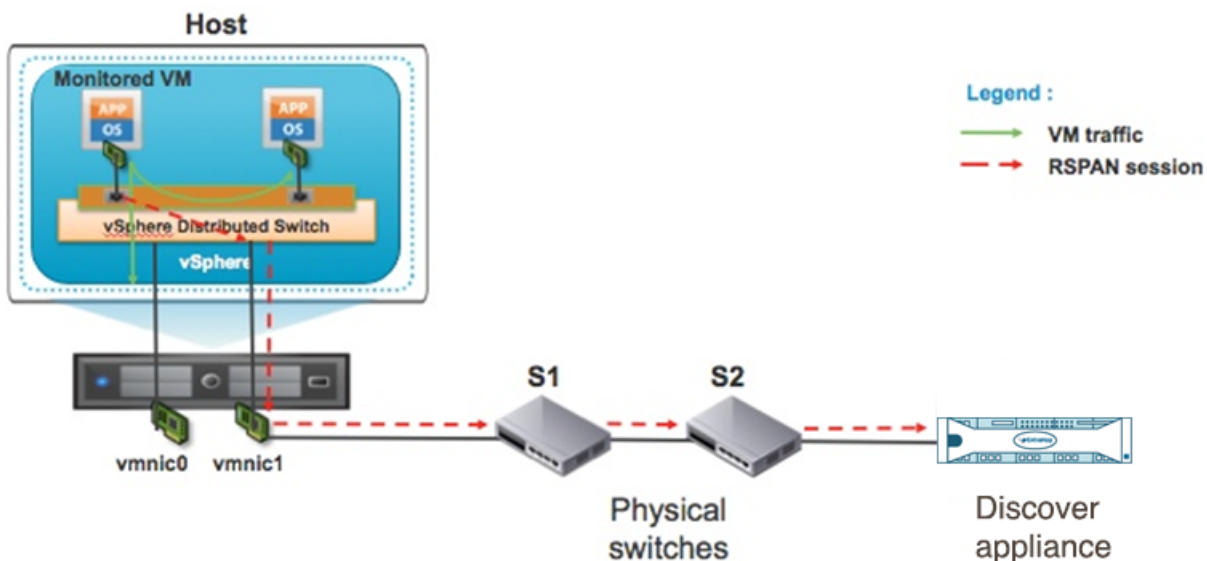 Host
Monitored VM
APP
OS
APP
OS
vSphere Distributed Switch
vSphere
Legend :
VM traffic
RSPAN session
S1
S2
vmnic0
vmnic1
Physical
switches
Discover
appliance